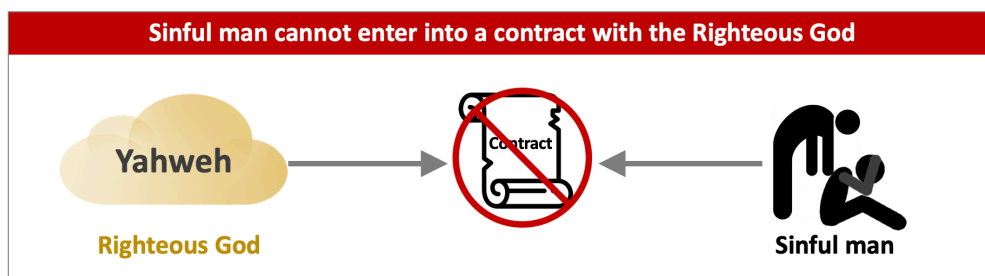 Sinful man cannot enter into a contract with the Righteous God
Yahweh
Contract
Righteous God
Sinful man